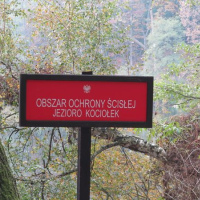 OBSZAR OCHRONY ŚCISŁEJ
JEZIORO KOCIOŁEK